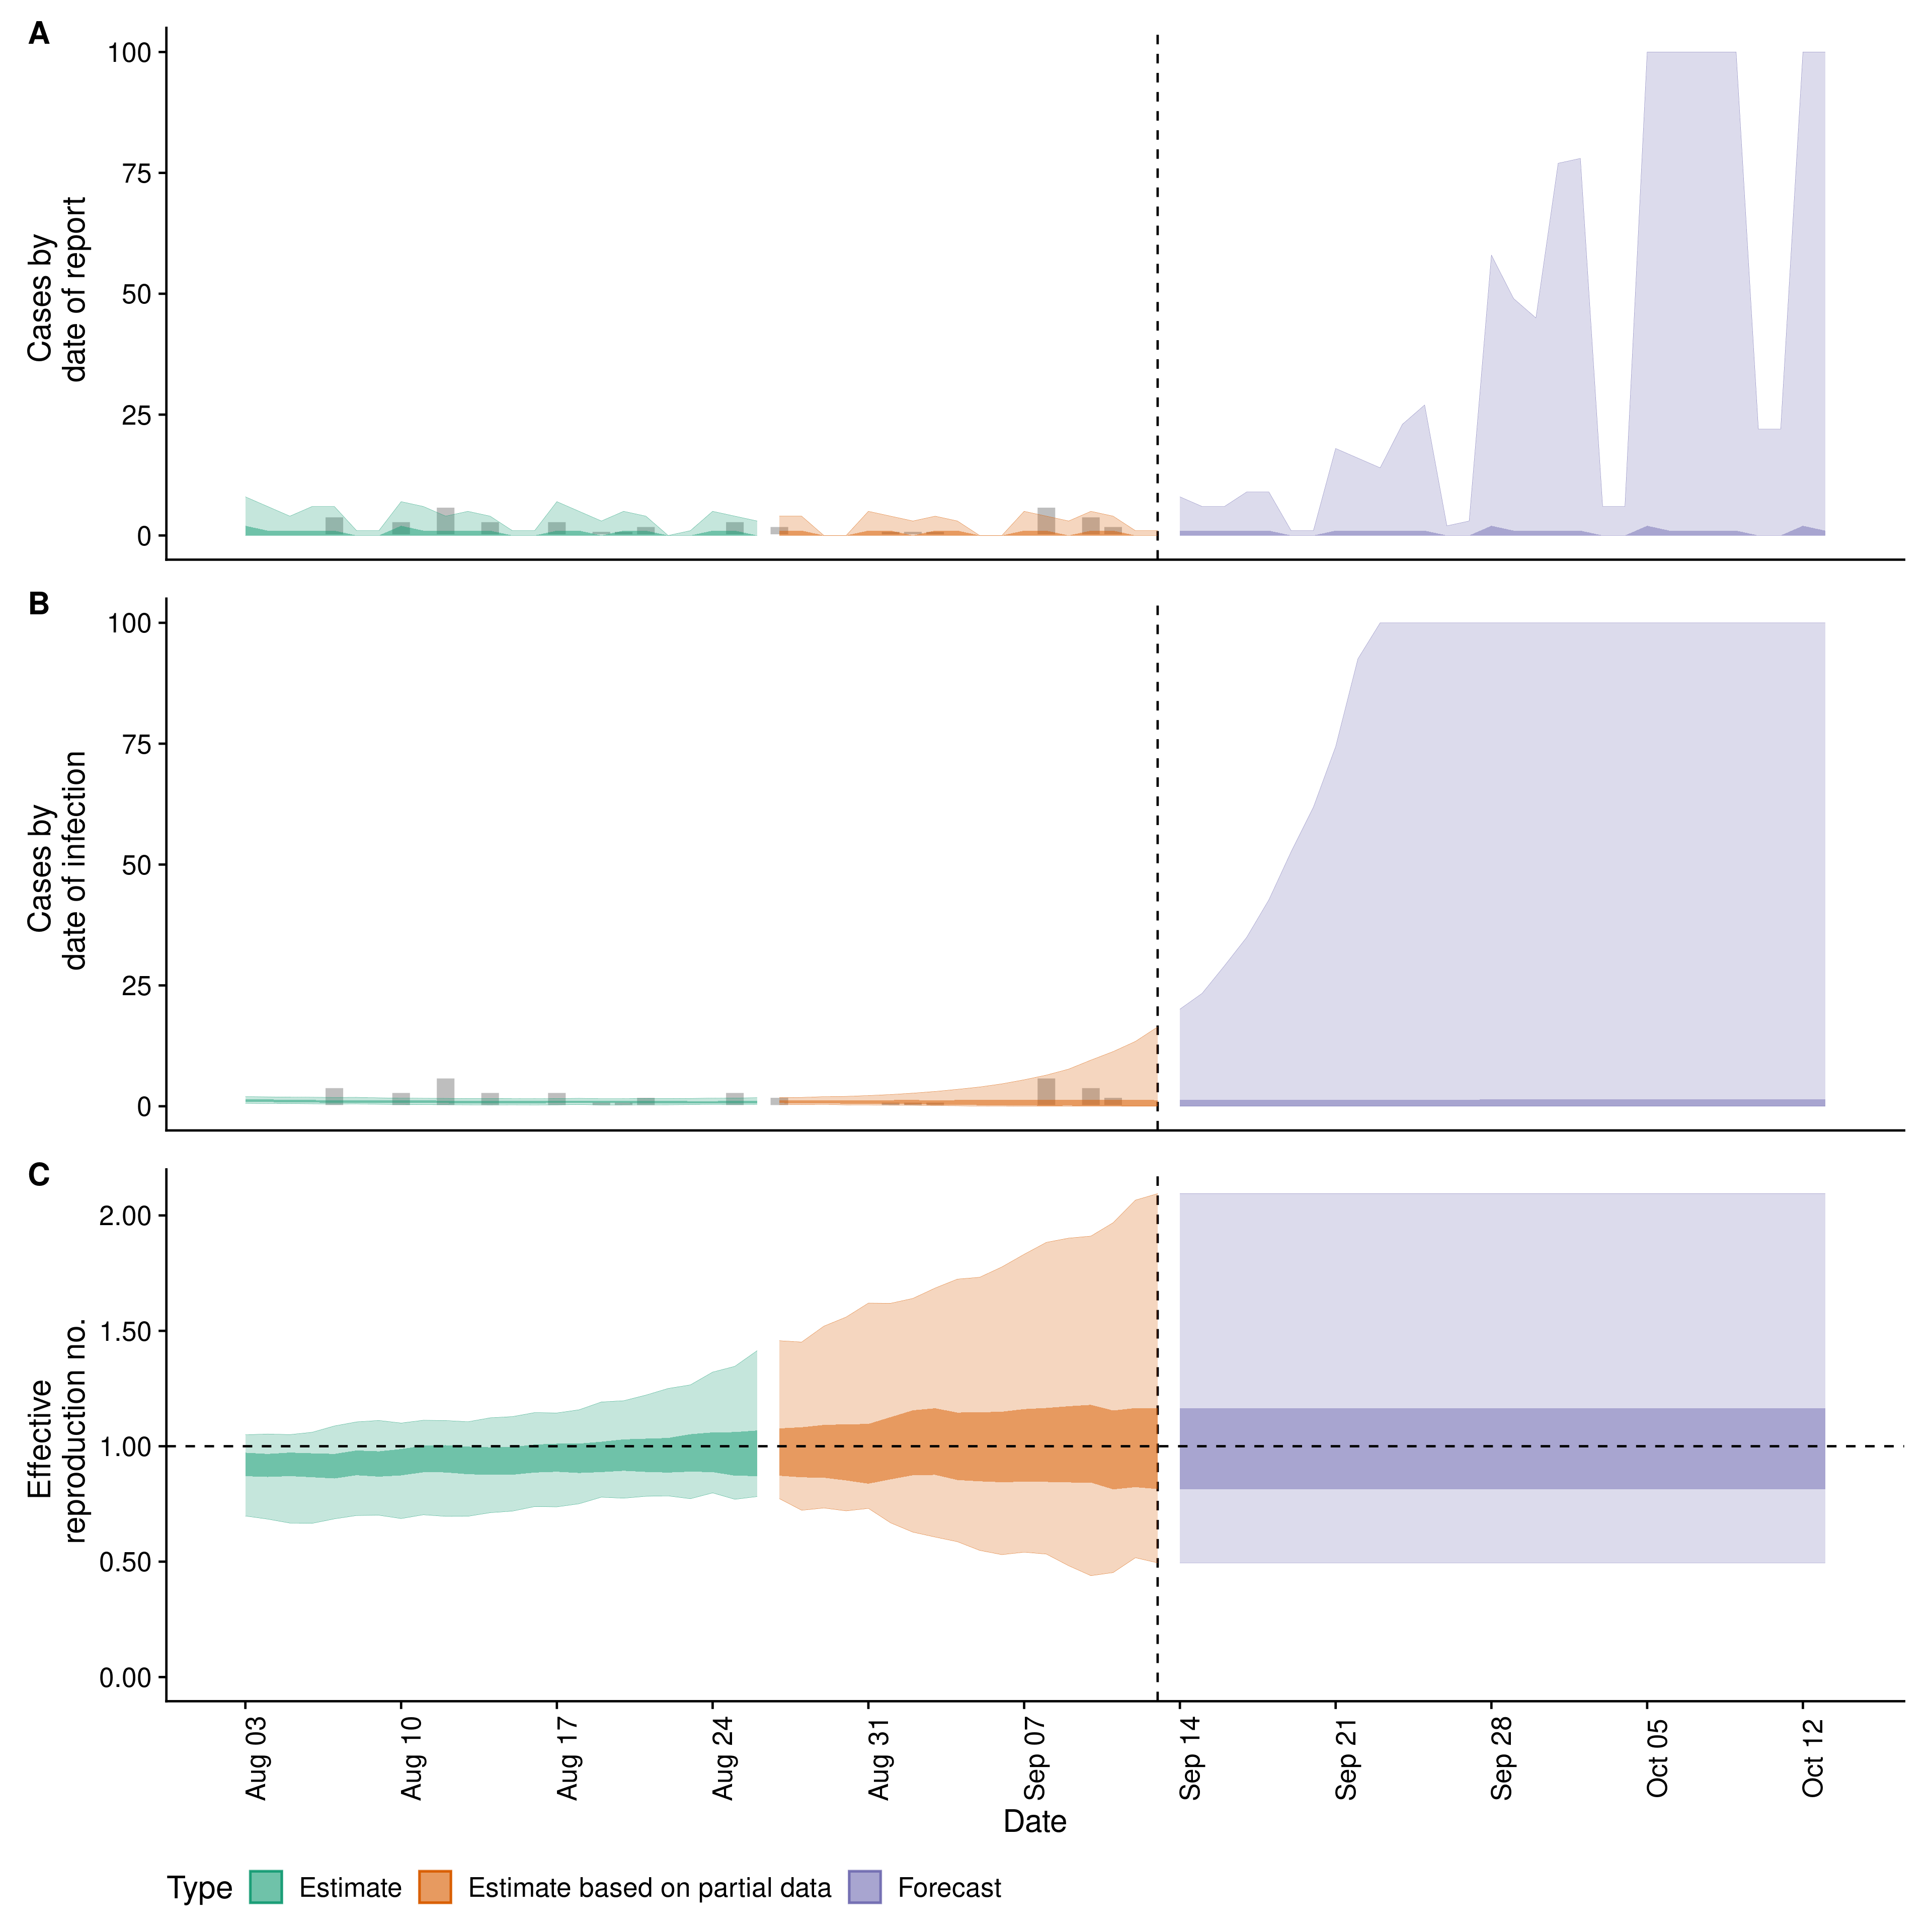 A
100
75
50
25
0
Cases by
date of report
B
100
75
50
25
0
Cases by
date of infection
C
2.00
1.50
1.00
0.50
0.00
Effective
reproduction no.
Aug 03
Aug 10
Aug 17
Aug 24
Aug 31
Sep 07
Sep 14
Sep 21
Sep 28
Oct 05
Oct 12
Date
Type Estimate Estimate based on partial data Forecast